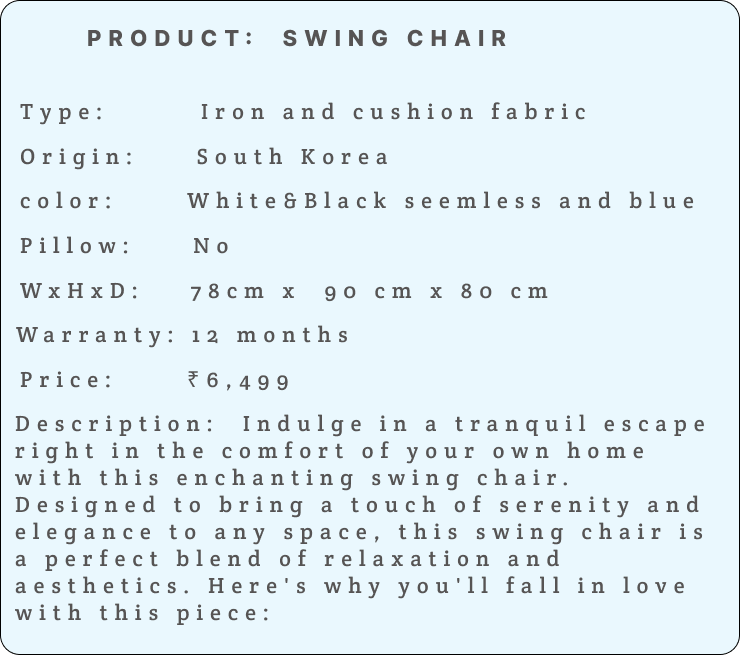 PRODUCT: SWING CHAIR
Type: Iron and cushion fabric
Origin: South Korea
color: White&Black seemless and blue
Pillow: No
WxHxD: 78cm x 90 cm x 80 cm
Warranty: 12 months
Price: ₹6,499
Description: Indulge in a tranquil escape
right in the comfort of your own home
with this enchanting swing chair.
Designed to bring a touch of serenity and
elegance to any space, this swing chair is
a perfect blend of relaxation and
aesthetics. Here's why you'll fall in love
with this piece: